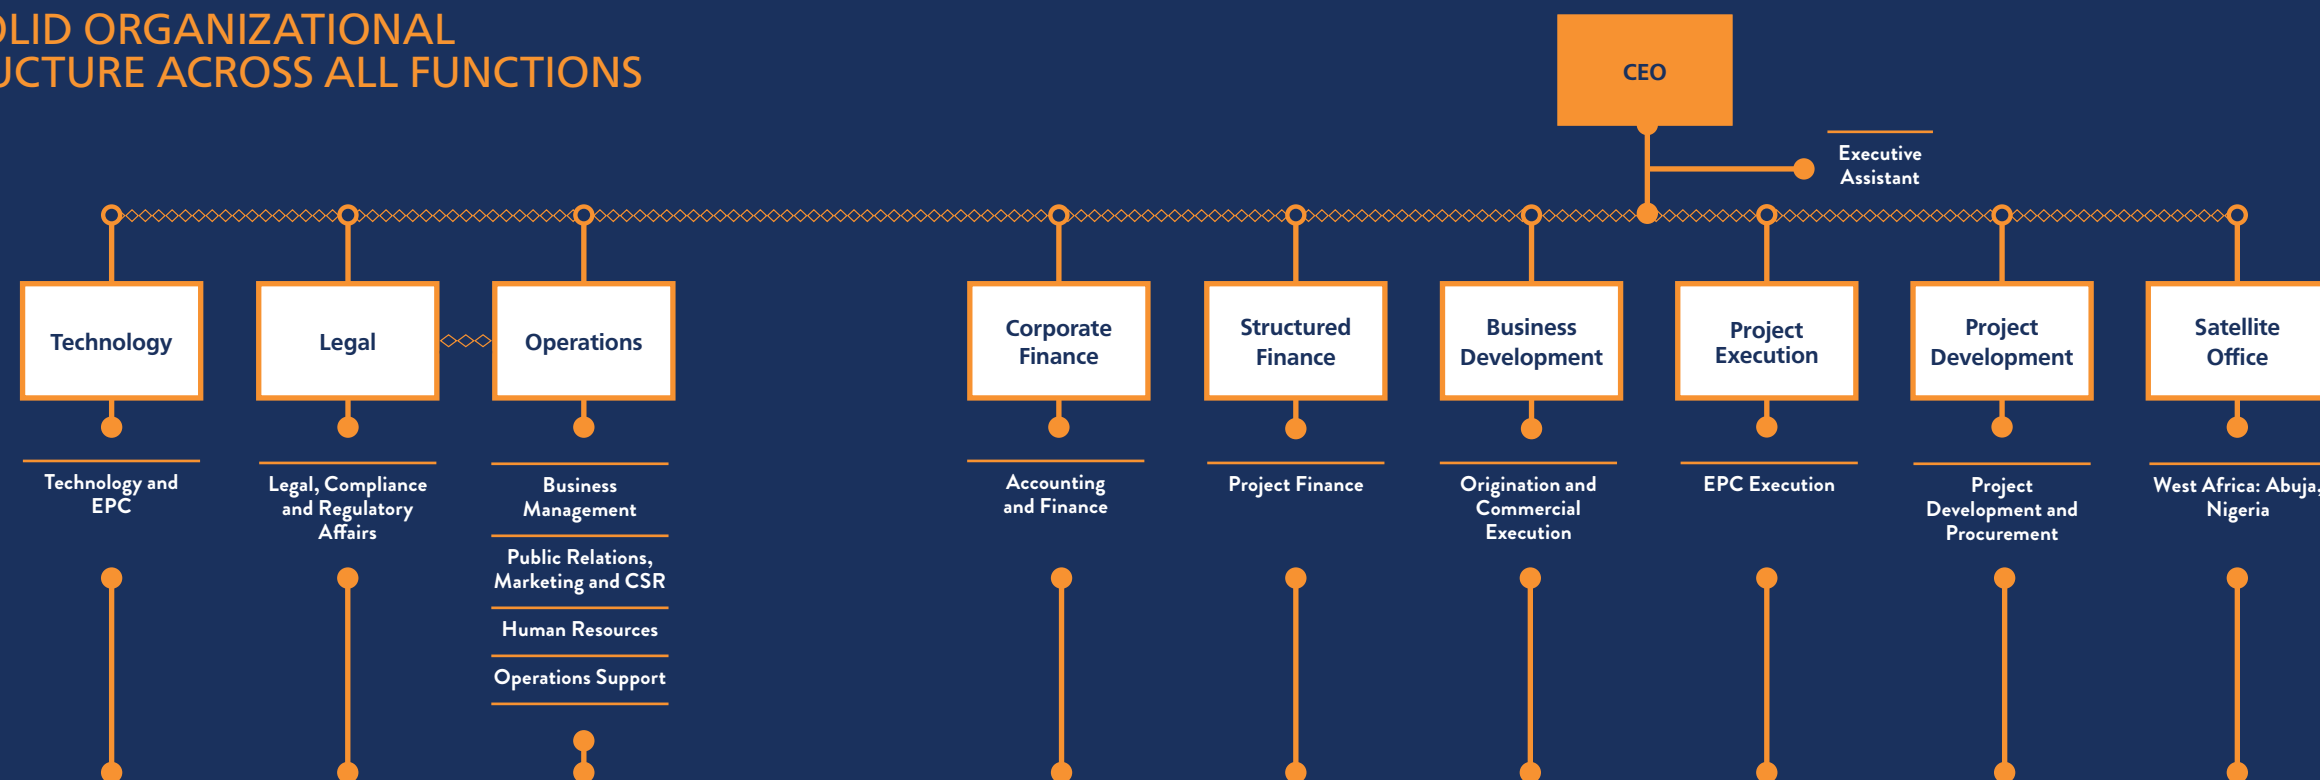 OLID ORGANIZATIONAL
UCTURE ACROSS ALL FUNCTIONS
CEO
Executive
Assistant
Technology
Legal
Operations
Corporate
Finance
Structured
Finance
Business
Development
Project
Execution
Project
Development
Satellite
Office
Technology and
EPC
Legal, Compliance
and Regulatory
Affairs
Business
Management
Public Relations,
Marketing and CSR
Human Resources
Operations Support
Accounting
and Finance
Project Finance
Origination and
Commercial
Execution
EPC Execution
Project
Development and
Procurement
West Africa: Abuja,
Nigeria